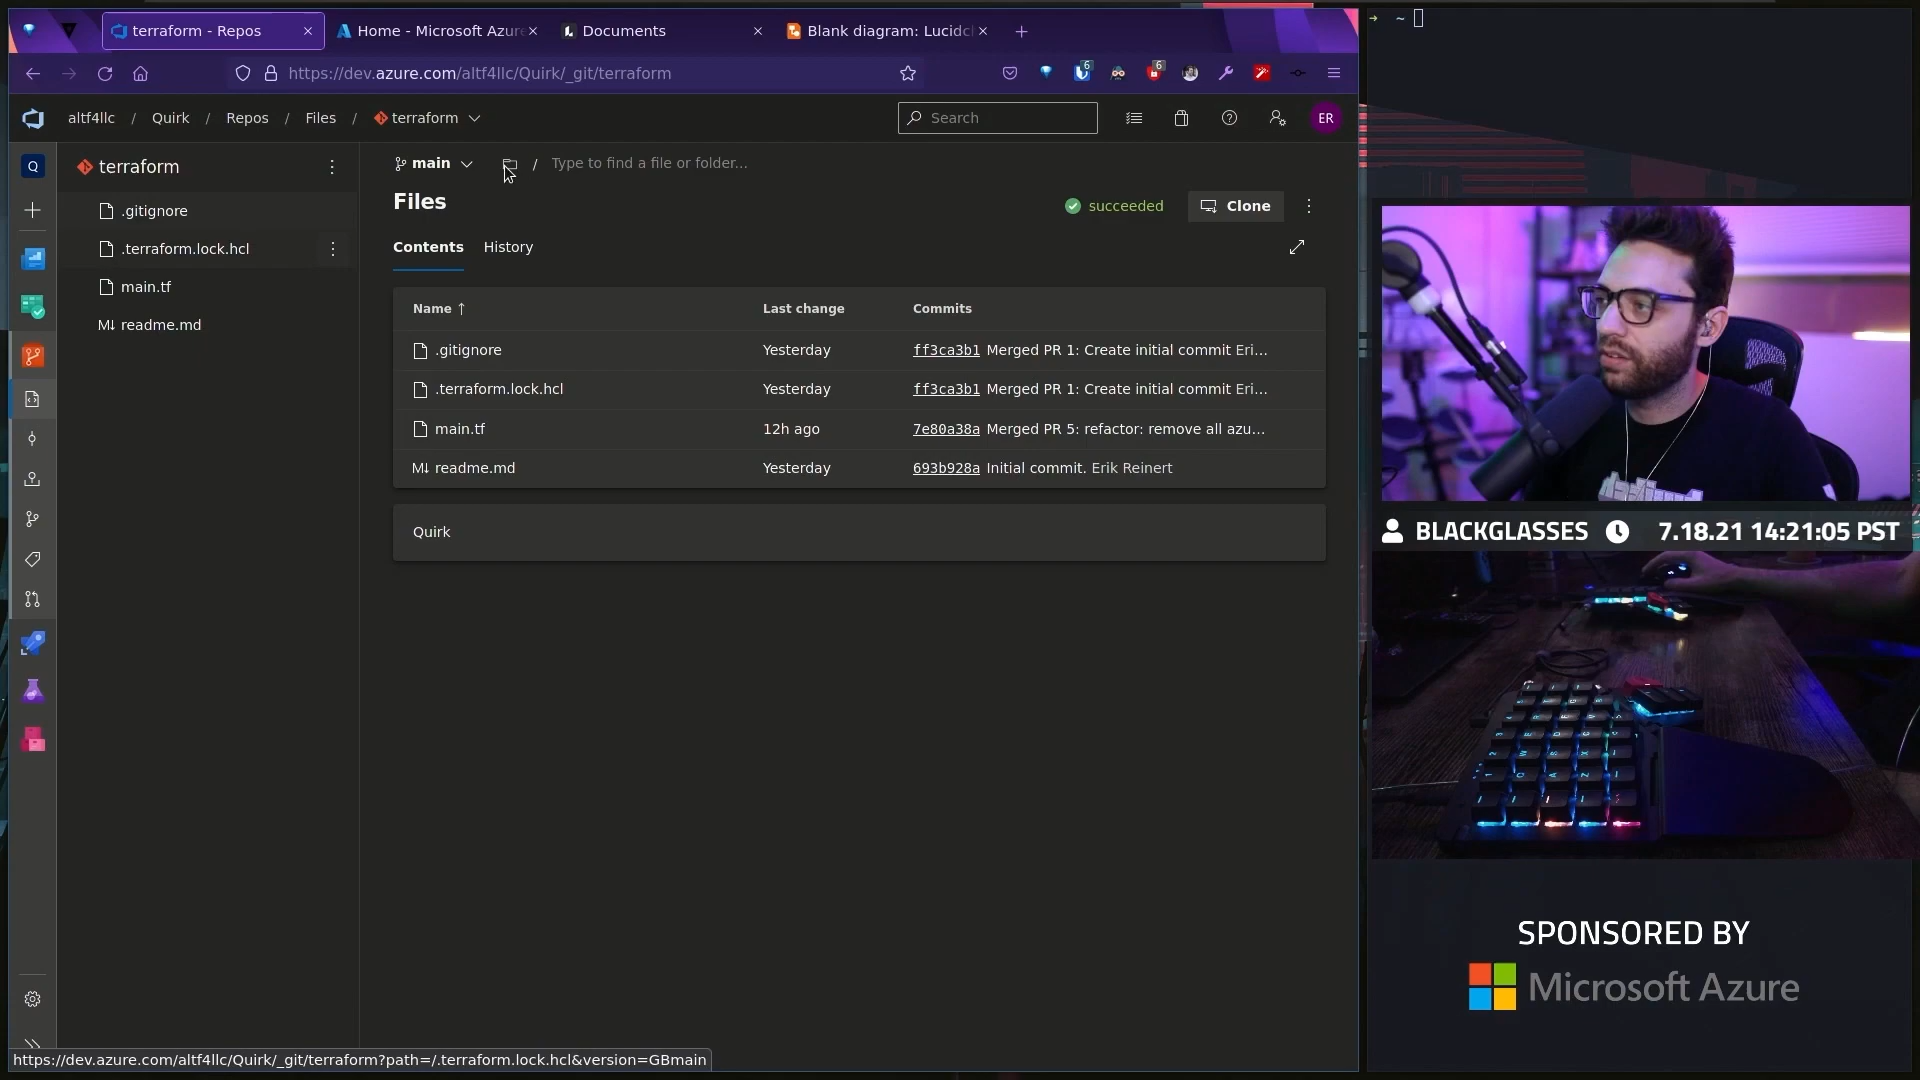 terraform - Repos
Home - Microsoft Azure
Documents
Blank diagram: Lucidc
https://dev.azure.com/altf4llc/Quirk/_git/terraform
6
6
altf4llc / Quirk / Repos / Files / terraform
Search
ER
Q
terraform
.gitignore
.terraform.lock.hcl
main.tf
M↓ readme.md
main
/ Type to find a file or folder...
Files
succeeded
Clone
Contents
History
Name ↑ Last change Commits
.gitignore Yesterday ff3ca3b1 Merged PR 1: Create initial commit Eri...
.terraform.lock.hcl Yesterday ff3ca3b1 Merged PR 1: Create initial commit Eri...
main.tf 12h ago 7e80a38a Merged PR 5: refactor: remove all azu...
M↓ readme.md Yesterday 693b928a Initial commit. Erik Reinert
Quirk
https://dev.azure.com/altf4llc/Quirk/_git/terraform?path=/.terraform.lock.hcl&version=GBmain
→ ~
BLACKGLASSES 7.18.21 14:21:05 PST
SPONSORED BY
Microsoft Azure